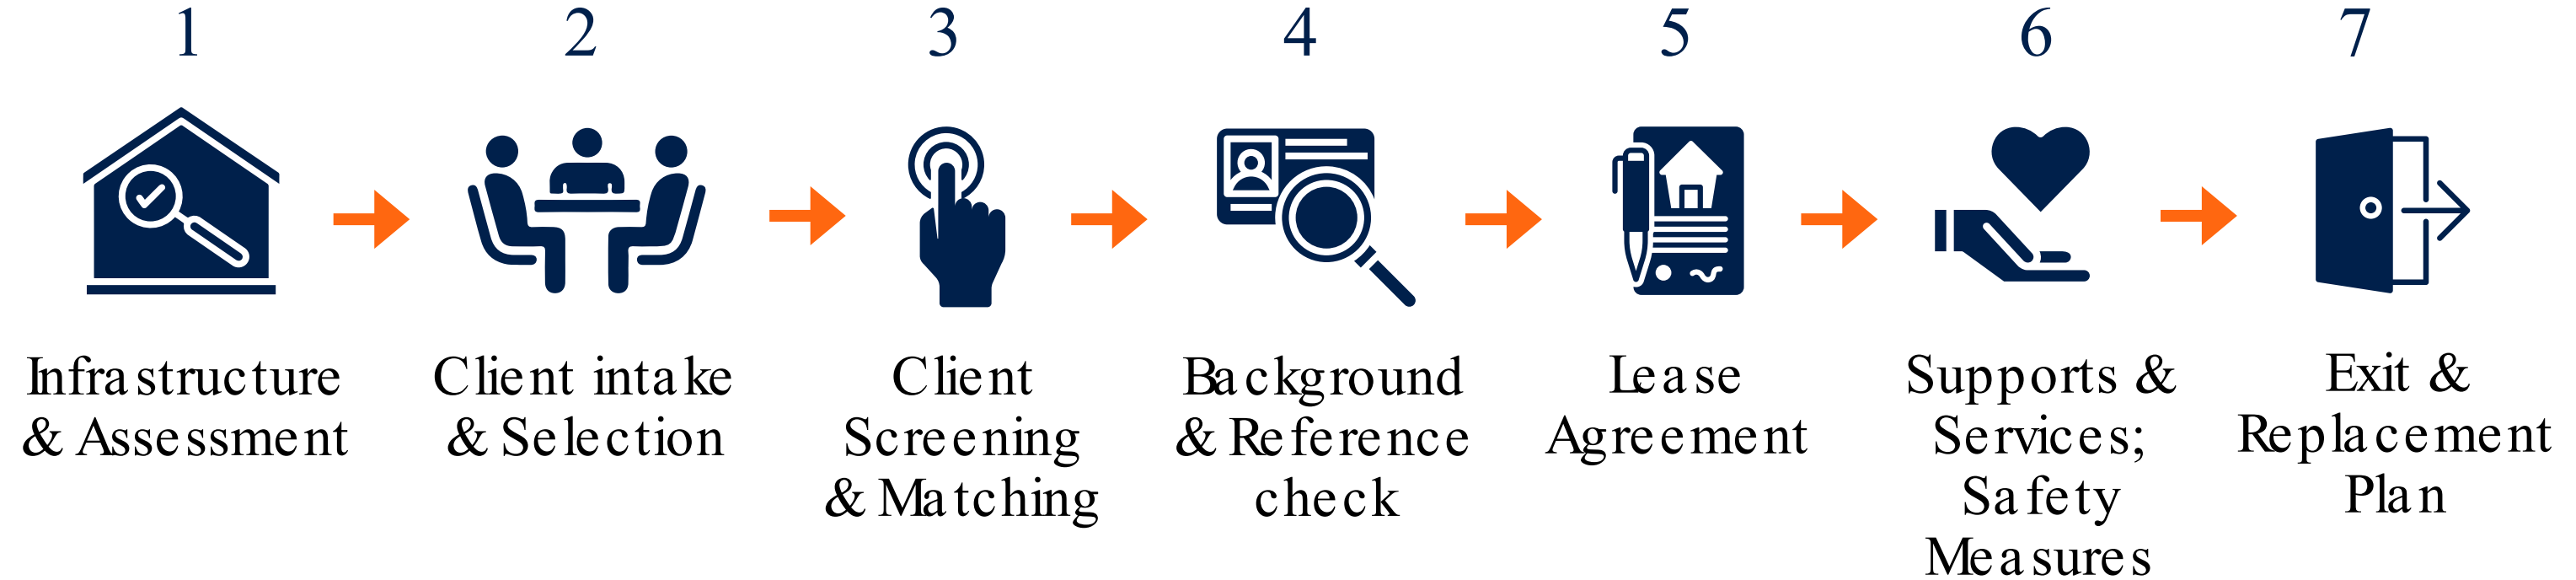 1
Infrastructure
& Assessment
2
Client intake
& Selection
3
Client
Screening
& Matching
4
Background
& Reference
check
5
Lease
Agreement
6
Supports &
Services;
Safety
Measures
7
Exit &
Replacement
Plan